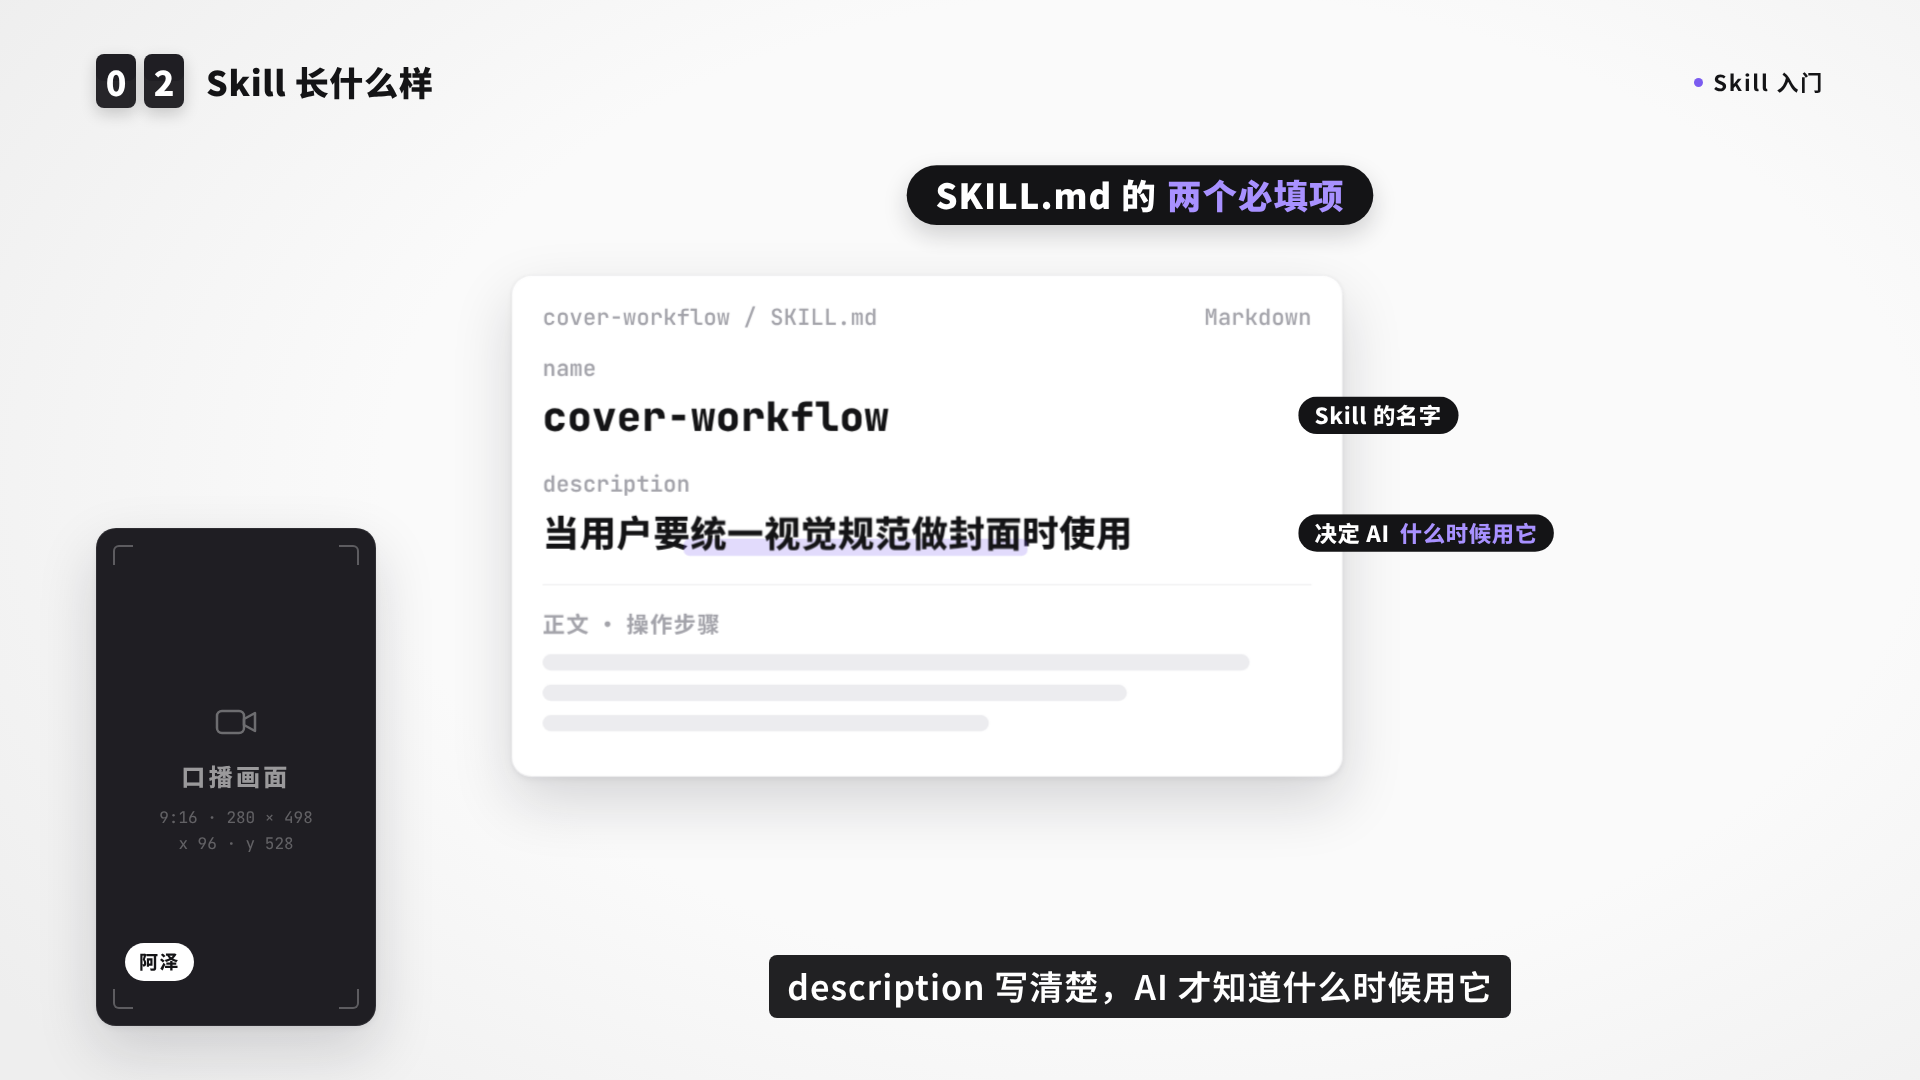 02 Skill 长什么样
Skill 入门
SKILL.md 的 两个必填项
cover-workflow / SKILL.md
Markdown
name
cover-workflow
Skill 的名字
description
当用户要统一视觉规范做封面时使用
决定 AI 什么时候用它
正文 · 操作步骤
口播画面
9:16 · 280 × 498
x 96 · y 528
阿泽
description 写清楚，AI 才知道什么时候用它